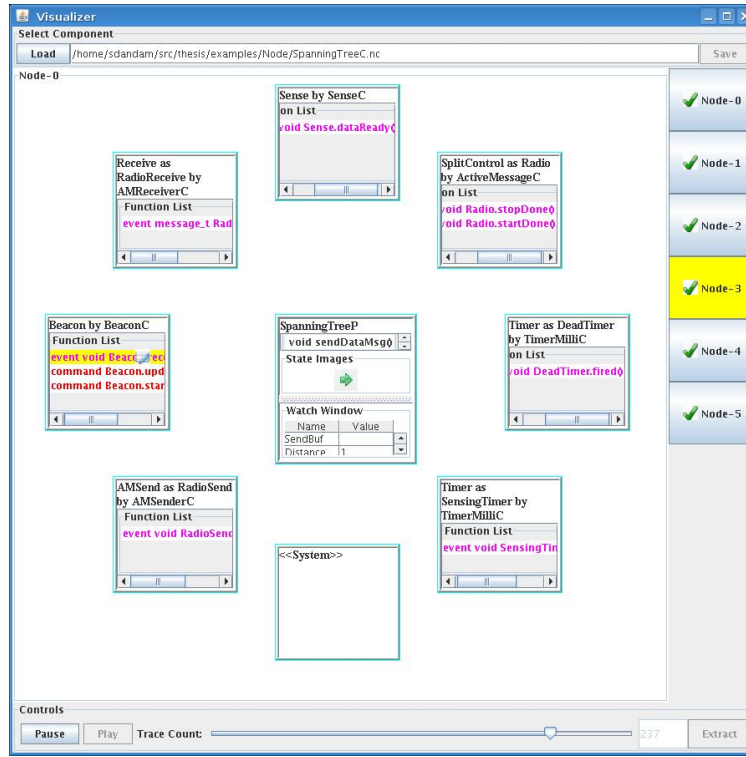 Visualizer
Select Component
Load /home/sdandam/src/thesis/examples/Node/SpanningTreeC.nc Save
Node-0
Sense by SenseC
on List
void Sense.dataReady()
Receive as
RadioReceive by
AMReceiverC
Function List
event message_t Rad
SplitControl as Radio
by ActiveMessageC
on List
void Radio.stopDone()
void Radio.startDone()
Beacon by BeaconC
Function List
event void Beac
command Beacon.upd
command Beacon.star
SpanningTreeP
void sendDataMsg()
State Images
Watch Window
Name Value
SendBuf
Distance 1
Timer as DeadTimer
by TimerMilliC
on List
void DeadTimer.fired()
AMSend as RadioSend
by AMSenderC
Function List
event void RadioSend
<<System>>
Timer as
SensingTimer by
TimerMilliC
Function List
event void SensingTim
Node-0
Node-1
Node-2
Node-3
Node-4
Node-5
Controls
Pause Play Trace Count: 237 Extract